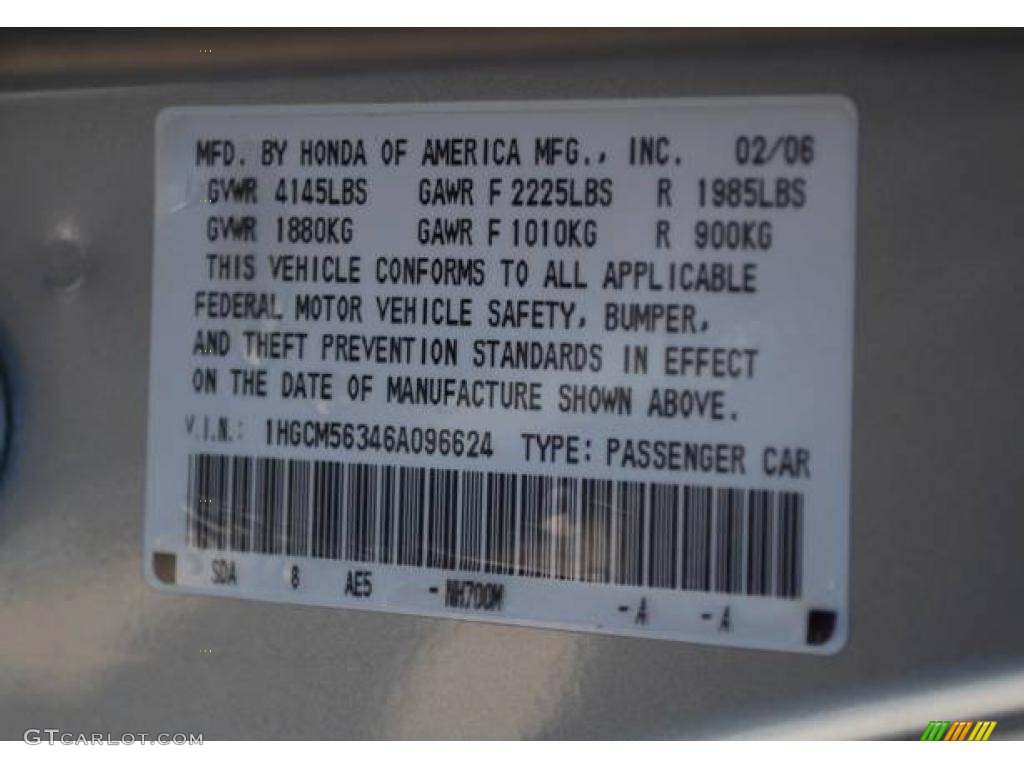 MFD. BY HONDA OF AMERICA MFG., INC. 02/06
GVWR 4145LBS GAWR F 2225LBS R 1985LBS
GVWR 1880KG GAWR F 1010KG R 900KG
THIS VEHICLE CONFORMS TO ALL APPLICABLE
FEDERAL MOTOR VEHICLE SAFETY, BUMPER,
AND THEFT PREVENTION STANDARDS IN EFFECT
ON THE DATE OF MANUFACTURE SHOWN ABOVE.
V.I.N.: 1HGCM56346A096624 TYPE: PASSENGER CAR
SDA 8 AE5 -NH700M -A -A
GTCARLOT.COM